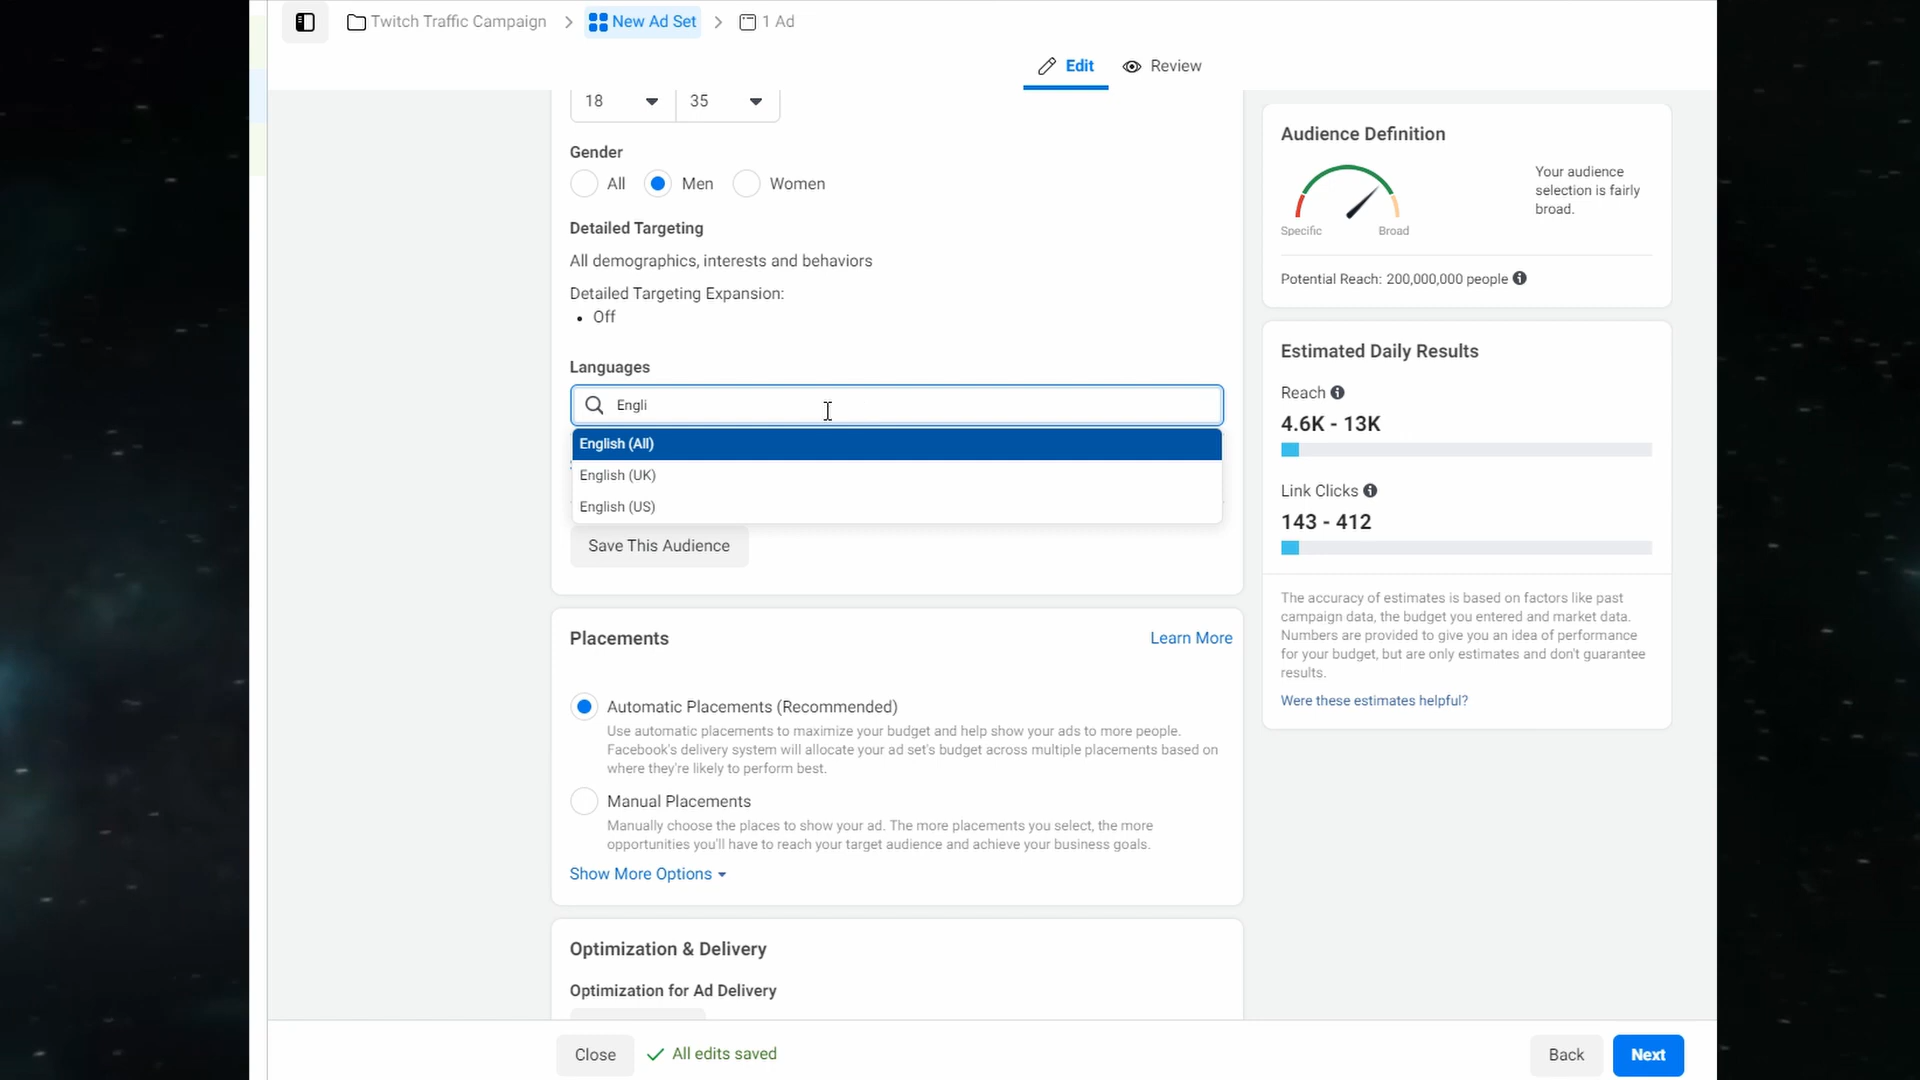 Twitch Traffic Campaign > New Ad Set > 1 Ad
Edit Review
18 35
Gender
All Men Women
Detailed Targeting
All demographics, interests and behaviors
Detailed Targeting Expansion:
• Off
Languages
Engli
English (All)
English (UK)
English (US)
Save This Audience
Placements Learn More
Automatic Placements (Recommended)
Use automatic placements to maximize your budget and help show your ads to more people.
Facebook's delivery system will allocate your ad set's budget across multiple placements based on
where they're likely to perform best.
Manual Placements
Manually choose the places to show your ad. The more placements you select, the more
opportunities you'll have to reach your target audience and achieve your business goals.
Show More Options
Optimization & Delivery
Optimization for Ad Delivery
Audience Definition
Your audience
selection is fairly
broad.
Specific Broad
Potential Reach: 200,000,000 people
Estimated Daily Results
Reach
4.6K - 13K
Link Clicks
143 - 412
The accuracy of estimates is based on factors like past
campaign data, the budget you entered and market data.
Numbers are provided to give you an idea of performance
for your budget, but are only estimates and don't guarantee
results.
Were these estimates helpful?
Close All edits saved Back Next